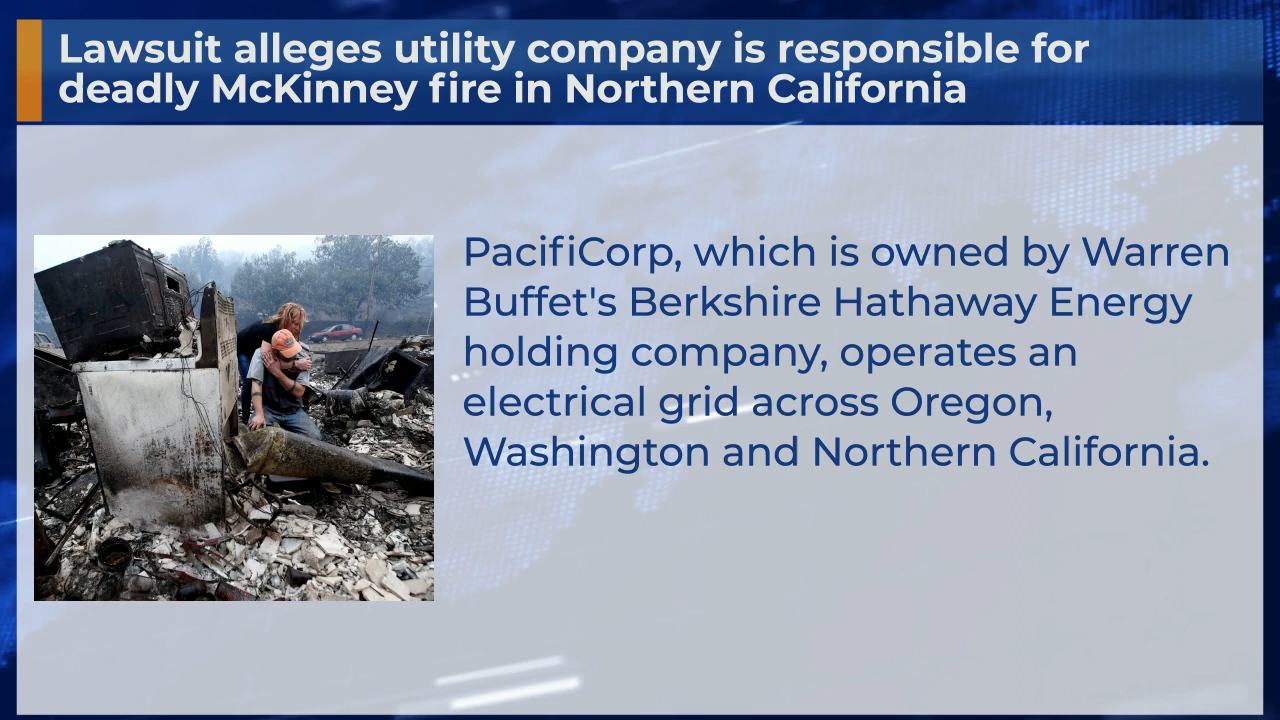 Lawsuit alleges utility company is responsible for
deadly McKinney fire in Northern California
PacifiCorp, which is owned by Warren
Buffet's Berkshire Hathaway Energy
holding company, operates an
electrical grid across Oregon,
Washington and Northern California.